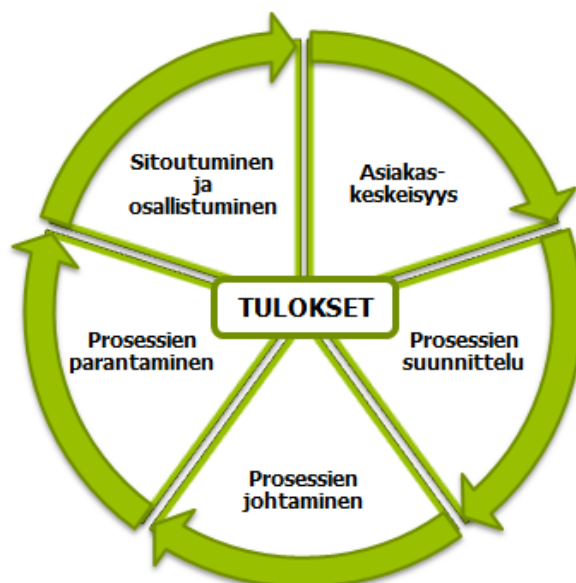 Sitoutuminen
ja
osallistuminen
Asiakas-
keskeisyys
TULOKSET
Prosessien
parantaminen
Prosessien
suunnittelu
Prosessien
johtaminen